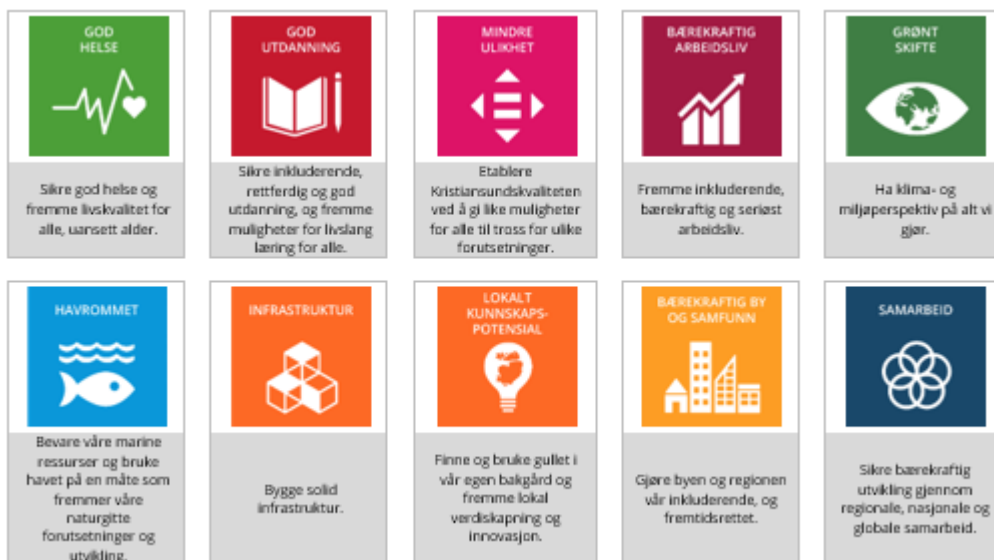 GOD
HELSE
Sikre god helse og
fremme livskvalitet for
alle, uansett alder.
GOD
UTDANNING
Sikre inkluderende,
rettferdig og god
utdanning, og fremme
muligheter for livslang
læring for alle.
MINDRE
ULIKHET
Etablere
Kristiansundskvaliteten
ved å gi like muligheter
for alle til tross for ulike
forutsetninger.
BÆREKRAFTIG
ARBEIDSLIV
Fremme inkluderende,
bærekraftig og seriøst
arbeidsliv.
GRØNT
SKIFTE
Ha klima- og
miljøperspektiv på alt vi
gjør.
HAVROMMET
Bevare våre marine
ressurser og bruke
havet på en måte som
fremmer våre
naturgitte
forutsetninger og
utvikling.
INFRASTRUKTUR
Bygge solid
infrastruktur.
LOKALT
KUNNSKAPS-
POTENSIAL
Finne og bruke gullet i
vår egen bakgård og
fremme lokal
verdiskapning og
innovasjon.
BÆREKRAFTIG BY
OG SAMFUNN
Gjøre byen og regionen
vår inkluderende, og
fremtidsrettet.
SAMARBEID
Sikre bærekraftig
utvikling gjennom
regionale, nasjonale og
globale samarbeid.